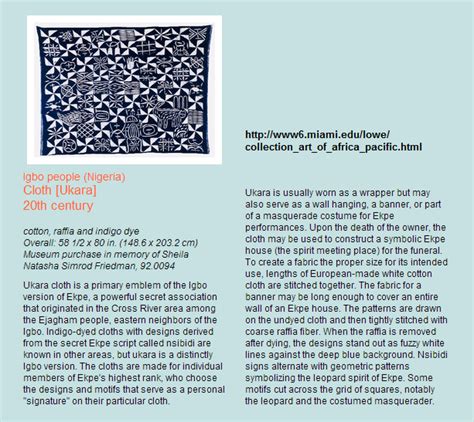 Igbo people (Nigeria)
Cloth [Ukara]
20th century
cotton, raffia and indigo dye
Overall: 58 1/2 x 80 in. (148.6 x 203.2 cm)
Museum purchase in memory of Sheila
Natasha Simrod Friedman, 92.0094
Ukara cloth is a primary emblem of the Igbo
version of Ekpe, a powerful secret association
that originated in the Cross River area among
the Ejagham people, eastern neighbors of the
Igbo. Indigo-dyed cloths with designs derived
from the secret Ekpe script called nsibidi are
known in other areas, but ukara is a distinctly
Igbo version. The cloths are made for individual
members of Ekpe's highest rank, who choose
the designs and motifs that serve as a personal
"signature" on their particular cloth.
http://www6.miami.edu/lowe/
collection_art_of_africa_pacific.html
Ukara is usually worn as a wrapper but may
also serve as a wall hanging, a banner, or part
of a masquerade costume for Ekpe
performances. Upon the death of the owner, the
cloth may be used to construct a symbolic Ekpe
house (the spirit meeting place) for the funeral.
To create a fabric the proper size for its intended
use, lengths of European-made white cotton
cloth are stitched together. The fabric for a
banner may be long enough to cover an entire
wall of an Ekpe house. The patterns are drawn
on the undyed cloth and then tightly stitched with
coarse raffia fiber. When the raffia is removed
after dying, the designs stand out as fuzzy white
lines against the deep blue background. Nsibidi
signs alternate with geometric patterns
symbolizing the leopard spirit of Ekpe. Some
motifs cut across the grid of squares, notably
the leopard and the costumed masquerader.